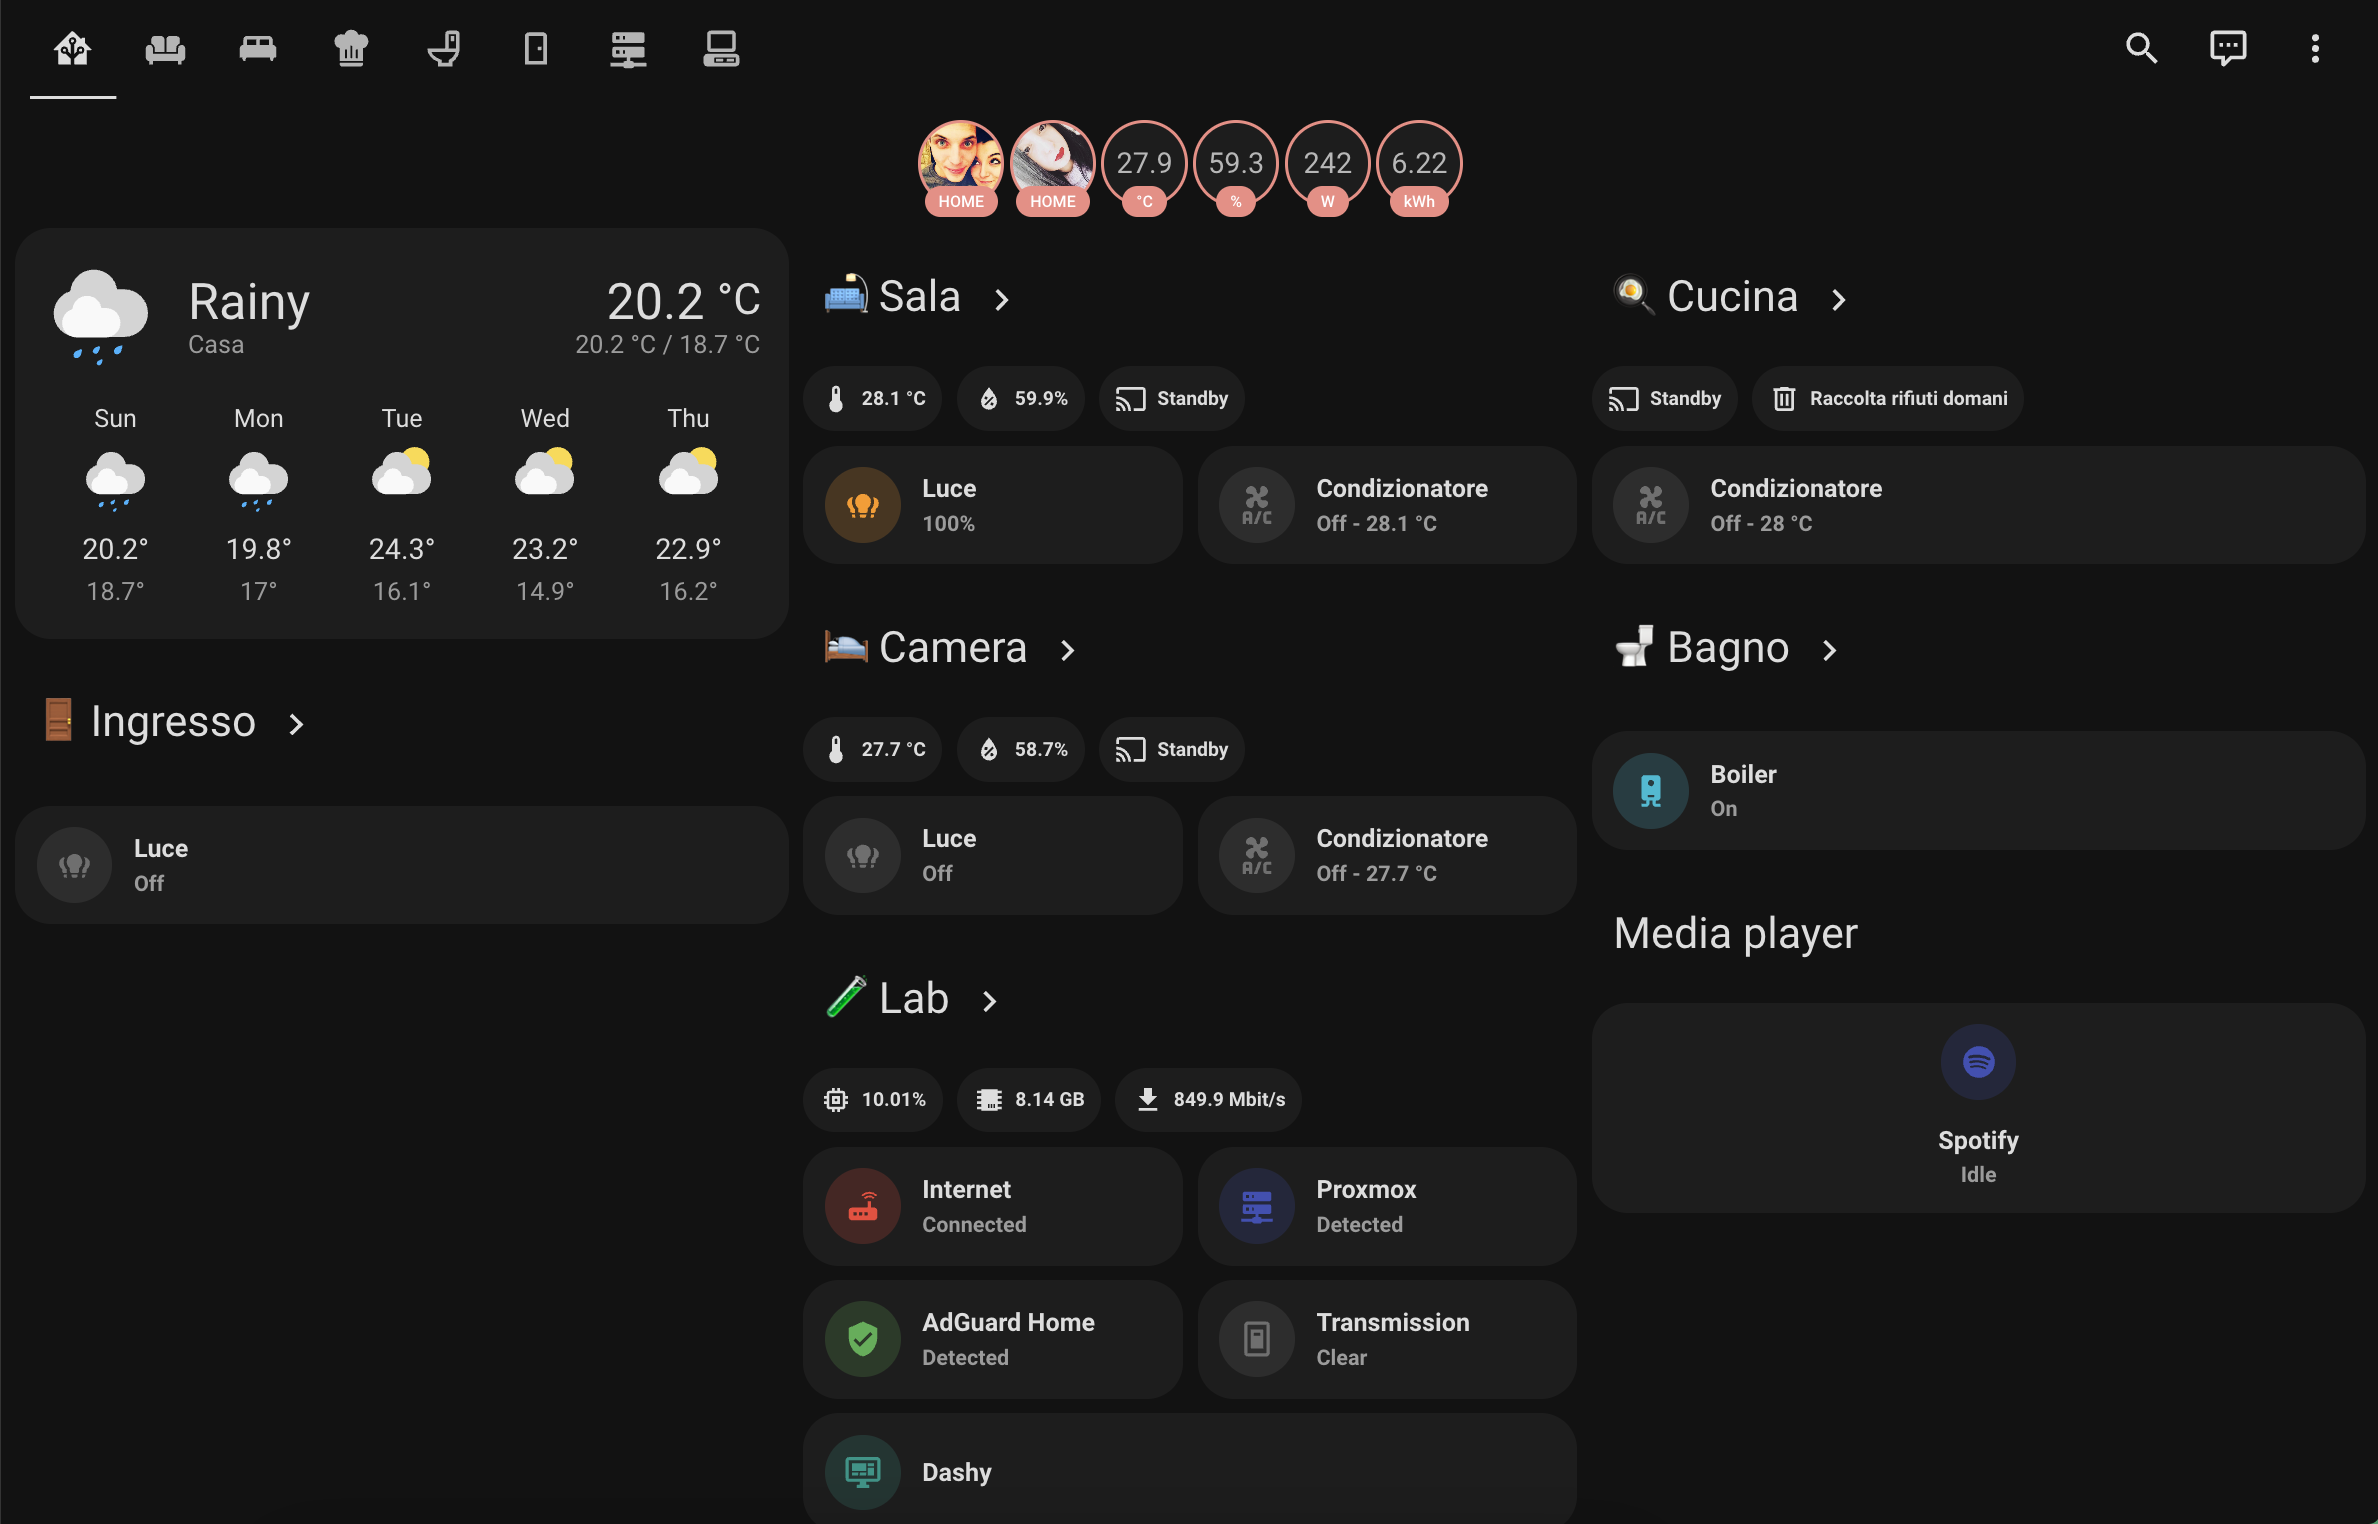 27.9
59.3
242
6.22
HOME
HOME
°C
%
W
kWh
Rainy
20.2 °C
Casa
20.2 °C / 18.7 °C
Sun
Mon
Tue
Wed
Thu
20.2°
19.8°
24.3°
23.2°
22.9°
18.7°
17°
16.1°
14.9°
16.2°
Ingresso
Luce
Off
Sala
28.1 °C
59.9%
Standby
Luce
100%
A/C
Condizionatore
Off - 28.1 °C
Camera
27.7 °C
58.7%
Standby
Luce
Off
A/C
Condizionatore
Off - 27.7 °C
Lab
10.01%
8.14 GB
849.9 Mbit/s
Internet
Connected
Proxmox
Detected
AdGuard Home
Detected
Transmission
Clear
Dashy
Cucina
Standby
Raccolta rifiuti domani
A/C
Condizionatore
Off - 28 °C
Bagno
Boiler
On
Media player
Spotify
Idle